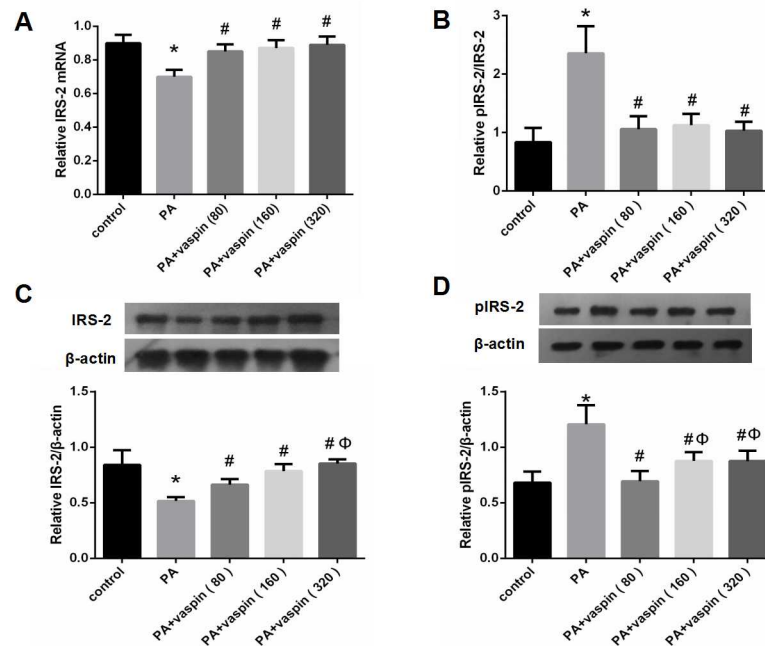 A
Relative IRS-2 mRNA
1.0
0.8
0.6
0.4
0.2
0.0
*
#
#
#
control
PA
PA+vaspin (80)
PA+vaspin (160)
PA+vaspin (320)
B
Relative pIRS-2/IRS-2
3
2
1
0
*
#
#
#
control
PA
PA+vaspin ( 80 )
PA+vaspin ( 160 )
PA+vaspin ( 320 )
C
IRS-2
β-actin
Relative IRS-2/β-actin
1.5
1.0
0.5
0.0
*
#
#
# Φ
control
PA
PA+vaspin ( 80 )
PA+vaspin ( 160 )
PA+vaspin ( 320 )
D
pIRS-2
β-actin
Relative pIRS-2/β-actin
1.5
1.0
0.5
0.0
*
#
#Φ
#Φ
control
PA
PA+vaspin ( 80 )
PA+vaspin ( 160 )
PA+vaspin ( 320 )